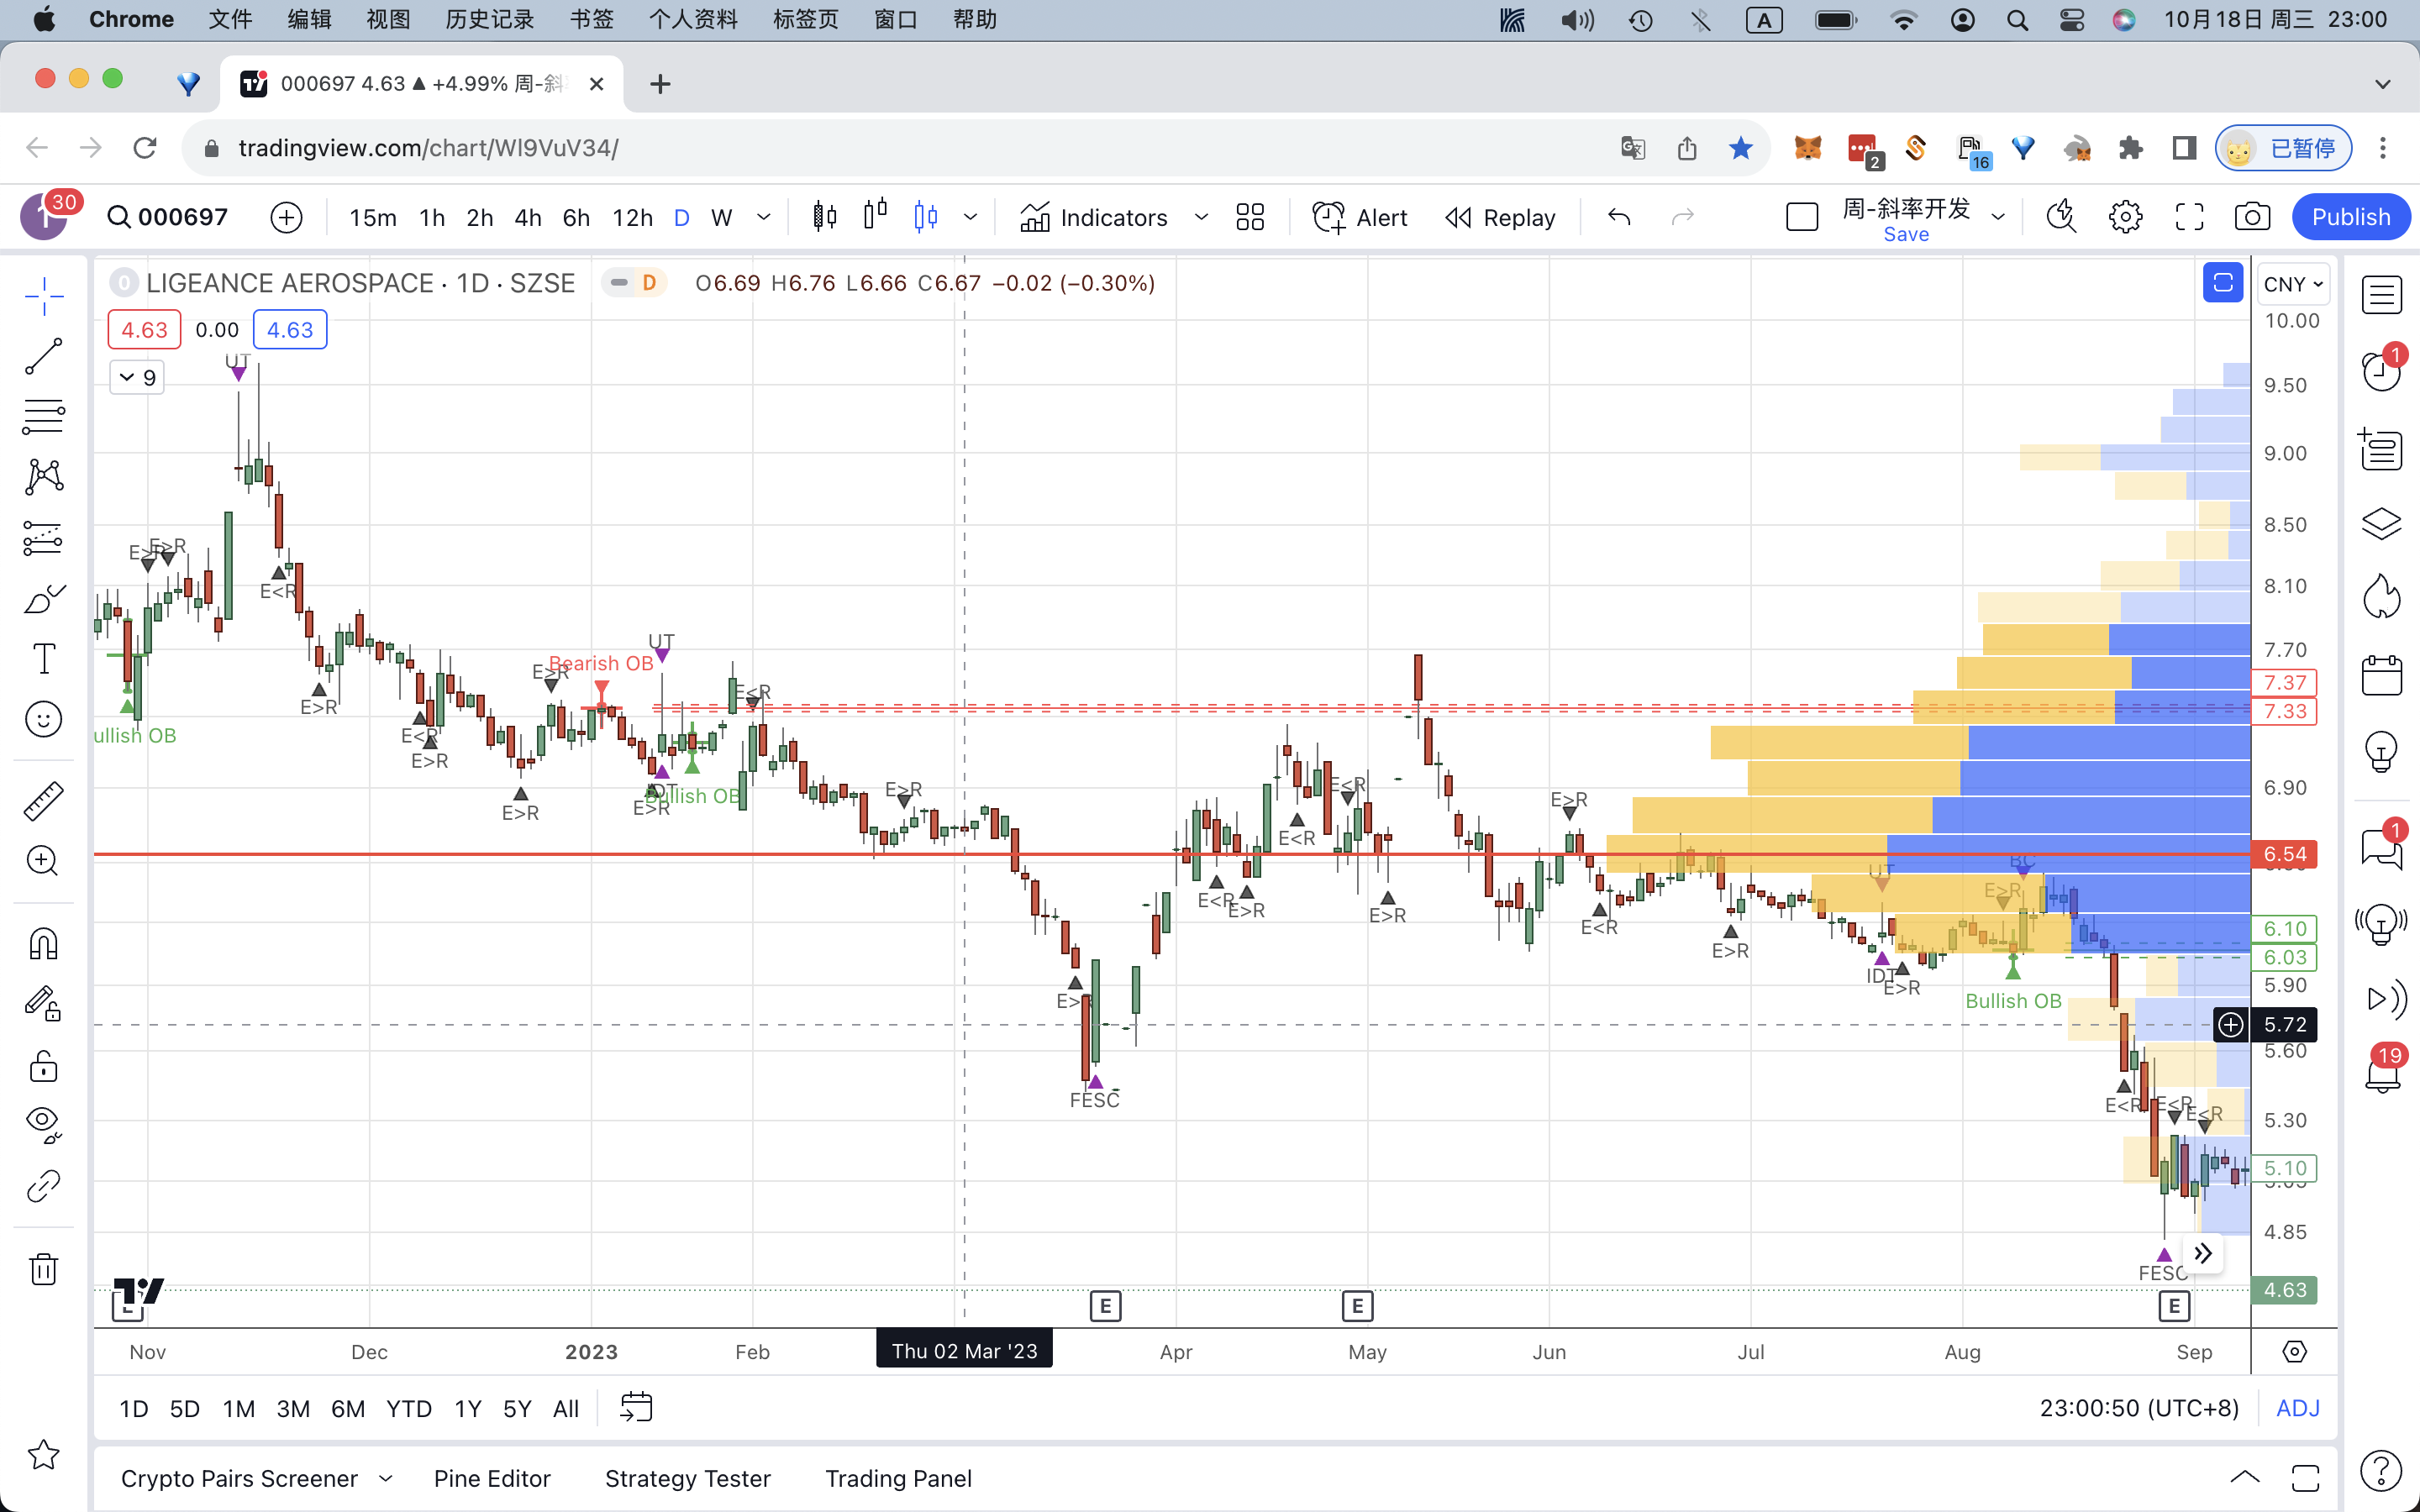 Chrome 文件 编辑 视图 历史记录 书签 个人资料 标签页 窗口 帮助 A 10月18日 周三 23:00
000697 4.63 ▲ +4.99% 周-斜
tradingview.com/chart/Wl9VuV34/ 2 16 已暂停
1 30 000697 15m 1h 2h 4h 6h 12h D W Indicators Alert Replay 周-斜率开发 Save Publish
0 LIGEANCE AEROSPACE · 1D · SZSE D O6.69 H6.76 L6.66 C6.67 −0.02 (−0.30%) CNY
4.63 0.00 4.63
9
10.00
9.50
9.00
8.50
8.10
7.70
7.37
7.33
6.90
6.54
6.10
6.03
5.90
5.72
5.60
5.30
5.10
4.85
4.63
UT
E>R E>R
E<R
E>R
ullish OB
E<R
E>R
E>R
E>R
Bearish OB
UT
IDT
E>R
Bullish OB
E<R
E>R
E>R
FESC
E<R
E>R
E<R
E<R
E>R
E>R
E<R
E>R
UT
IDT
E>R
E>R
BC
Bullish OB
E<R
E<R
E<R
FESC
E E E
Nov Dec 2023 Feb Thu 02 Mar '23 Apr May Jun Jul Aug Sep
1D 5D 1M 3M 6M YTD 1Y 5Y All 23:00:50 (UTC+8) ADJ
Crypto Pairs Screener Pine Editor Strategy Tester Trading Panel
1
1
19